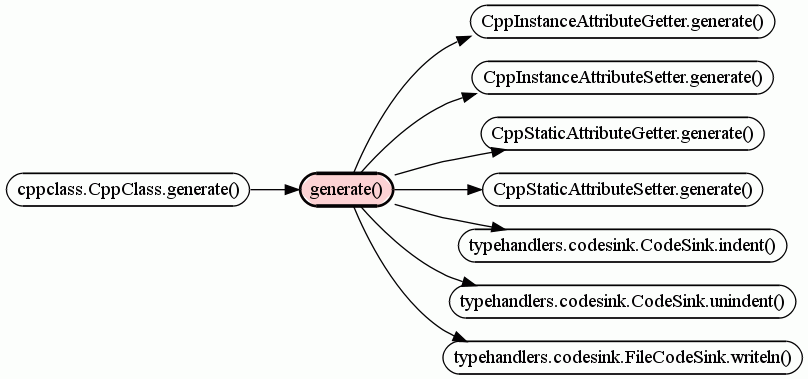 CppInstanceAttributeGetter.generate()
CppInstanceAttributeSetter.generate()
CppStaticAttributeGetter.generate()
cppclass.CppClass.generate()
generate()
CppStaticAttributeSetter.generate()
typehandlers.codesink.CodeSink.indent()
typehandlers.codesink.CodeSink.unindent()
typehandlers.codesink.FileCodeSink.writeln()